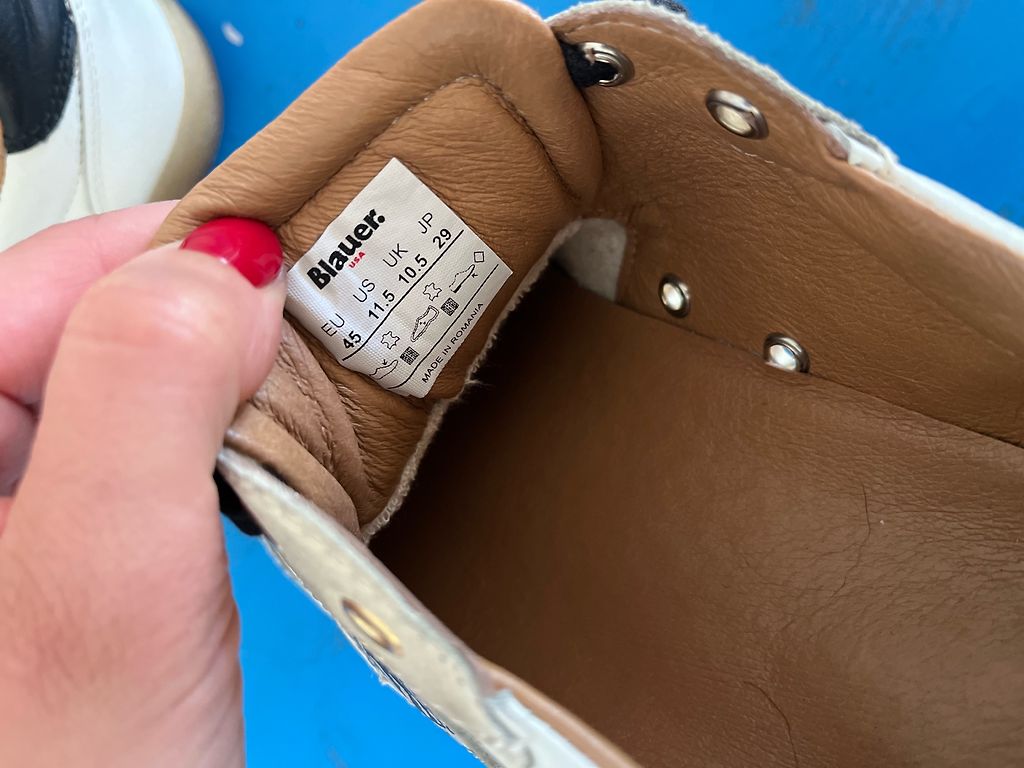 Blauer.
USA
EU US UK JP
45 11.5 10.5 29
MADE IN ROMANIA